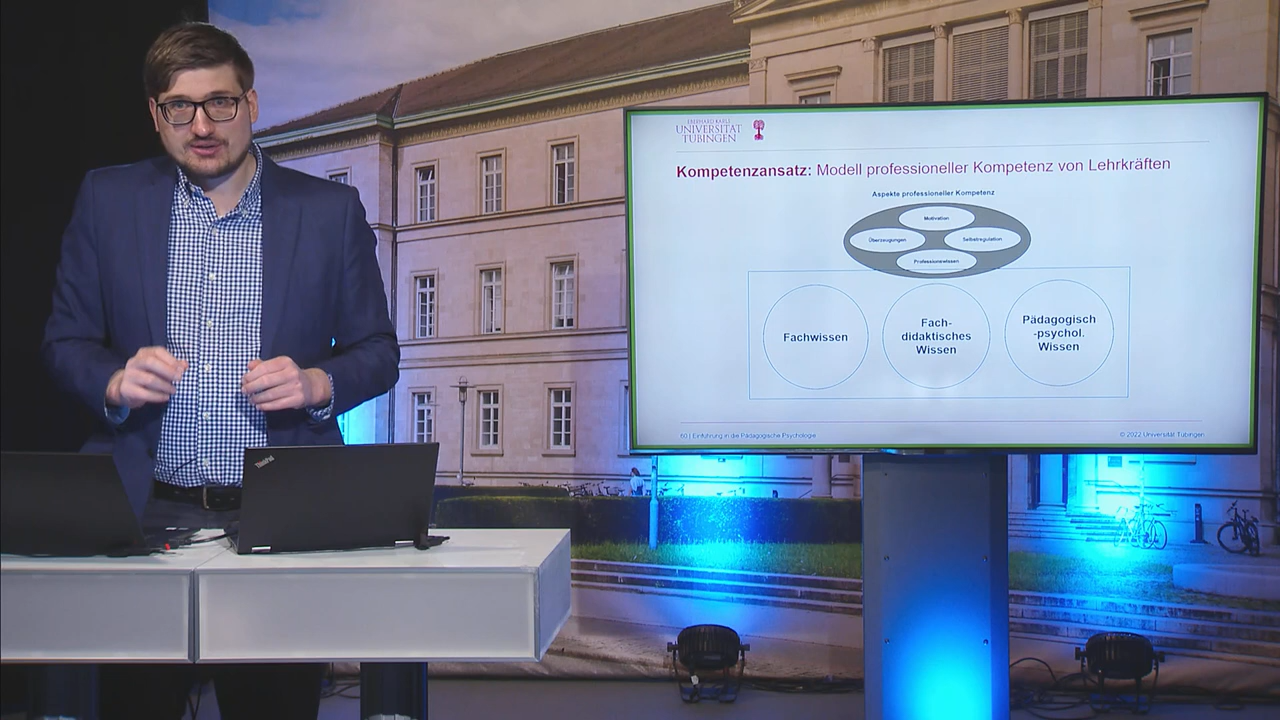 EBERHARD KARLS
UNIVERSITÄT
TÜBINGEN
Kompetenzansatz: Modell professioneller Kompetenz von Lehrkräften
Aspekte professioneller Kompetenz
Motivation
Überzeugungen
Selbstregulation
Professionswissen
Fachwissen
Fach-
didaktisches
Wissen
Pädagogisch
-psychol.
Wissen
60 | Einführung in die Pädagogische Psychologie
© 2022 Universität Tübingen
ThinkPad